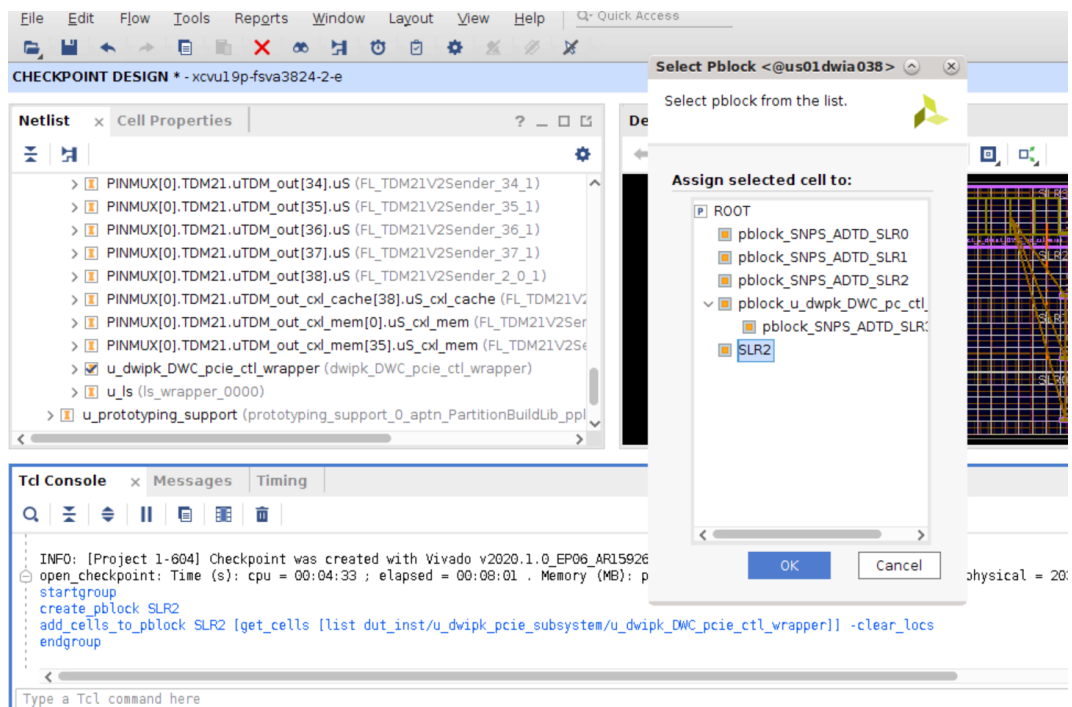 File Edit Flow Tools Reports Window Layout View Help Q- Quick Access
CHECKPOINT DESIGN * - xcvu19p-fsva3824-2-e
Netlist x Cell Properties ? _
PINMUX[0].TDM21.uTDM_out[34].uS (FL_TDM21V2Sender_34_1)
PINMUX[0].TDM21.uTDM_out[35].uS (FL_TDM21V2Sender_35_1)
PINMUX[0].TDM21.uTDM_out[36].uS (FL_TDM21V2Sender_36_1)
PINMUX[0].TDM21.uTDM_out[37].uS (FL_TDM21V2Sender_37_1)
PINMUX[0].TDM21.uTDM_out[38].uS (FL_TDM21V2Sender_2_0_1)
PINMUX[0].TDM21.uTDM_out_cxl_cache[38].uS_cxl_cache (FL_TDM21V2
PINMUX[0].TDM21.uTDM_out_cxl_mem[0].uS_cxl_mem (FL_TDM21V2Ser
PINMUX[0].TDM21.uTDM_out_cxl_mem[35].uS_cxl_mem (FL_TDM21V2Se
u_dwipk_DWC_pcie_ctl_wrapper (dwipk_DWC_pcie_ctl_wrapper)
u_ls (ls_wrapper_0000)
u_prototyping_support (prototyping_support_0_aptn_PartitionBuildLib_ppl
De
SLR2
Select Pblock <@us01dwia038>
Select pblock from the list.
Assign selected cell to:
P ROOT
pblock_SNPS_ADTD_SLR0
pblock_SNPS_ADTD_SLR1
pblock_SNPS_ADTD_SLR2
pblock_u_dwpk_DWC_pc_ctl_
pblock_SNPS_ADTD_SLR3
SLR2
OK Cancel
Tcl Console x Messages Timing
INFO: [Project 1-604] Checkpoint was created with Vivado v2020.1.0_EP06_AR15926
open_checkpoint: Time (s): cpu = 00:04:33 ; elapsed = 00:08:01 . Memory (MB): p physical = 203
startgroup
create_pblock SLR2
add_cells_to_pblock SLR2 [get_cells [list dut_inst/u_dwipk_pcie_subsystem/u_dwipk_DWC_pcie_ctl_wrapper]] -clear_locs
endgroup
Type a Tcl command here